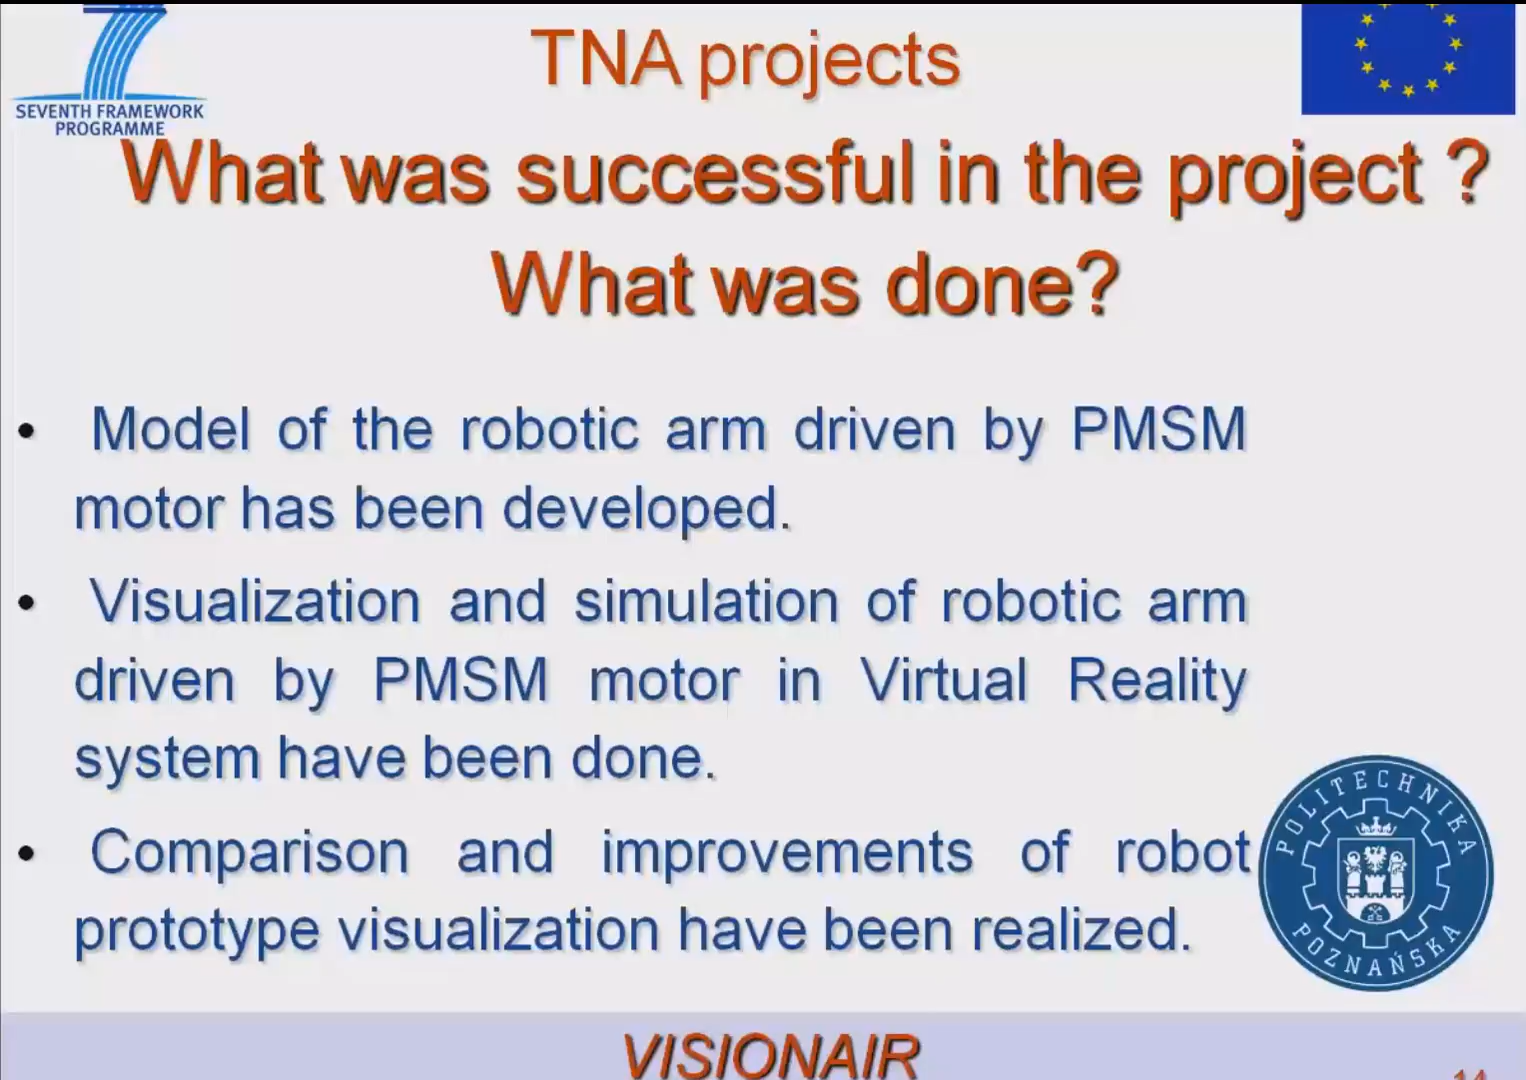 TNA projects
SEVENTH FRAMEWORK
PROGRAMME
What was successful in the project ?
What was done?
• Model of the robotic arm driven by PMSM
motor has been developed.
• Visualization and simulation of robotic arm
driven by PMSM motor in Virtual Reality
system have been done.
• Comparison and improvements of robot
prototype visualization have been realized.
POLITECHNIKA
POZNAŃSKA
VISIONAIR
14